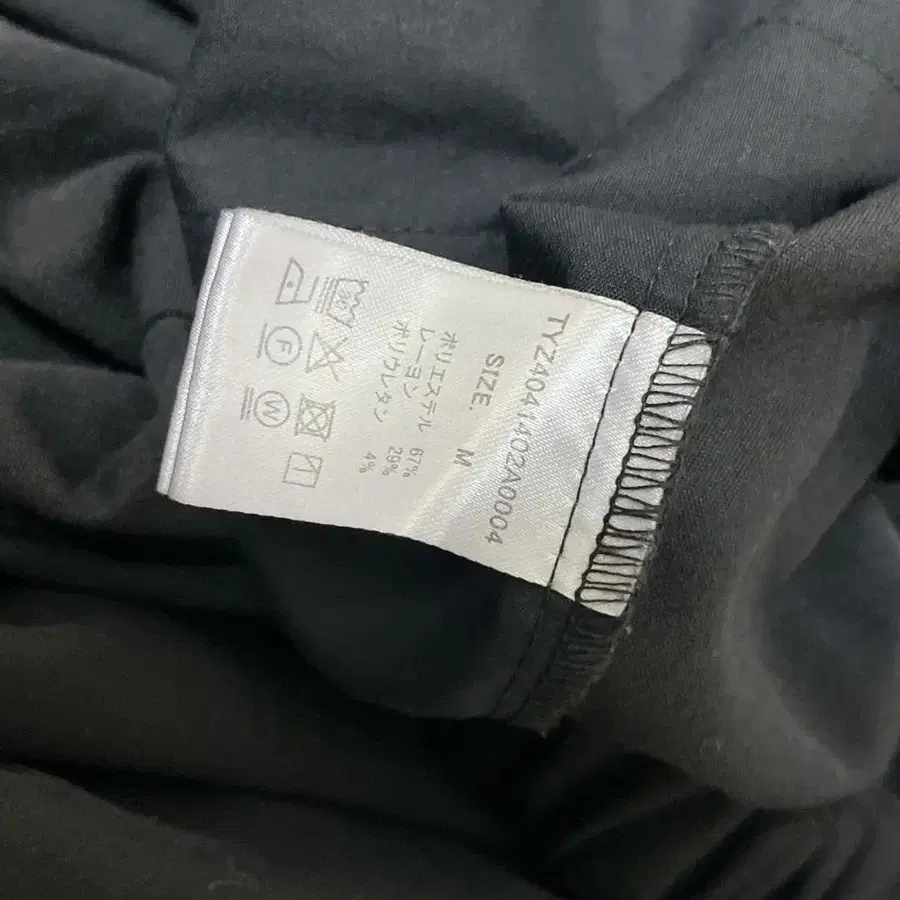 TYZ4041402A0004
SIZE. M
ポリエステル 67%
レーヨン 29%
ポリウレタン 4%
F W